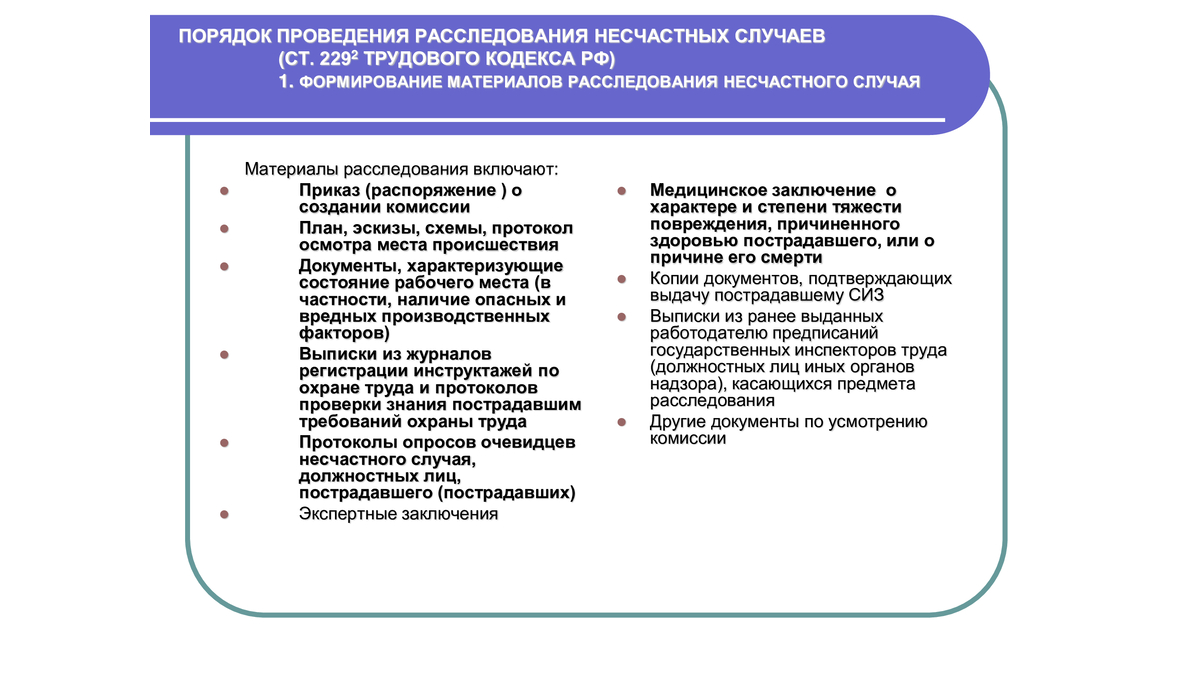 ПОРЯДОК ПРОВЕДЕНИЯ РАССЛЕДОВАНИЯ НЕСЧАСТНЫХ СЛУЧАЕВ
(СТ. 229² ТРУДОВОГО КОДЕКСА РФ)
1. ФОРМИРОВАНИЕ МАТЕРИАЛОВ РАССЛЕДОВАНИЯ НЕСЧАСТНОГО СЛУЧАЯ
Материалы расследования включают:
Приказ (распоряжение ) о
создании комиссии
План, эскизы, схемы, протокол
осмотра места происшествия
Документы, характеризующие
состояние рабочего места (в
частности, наличие опасных и
вредных производственных
факторов)
Выписки из журналов
регистрации инструктажей по
охране труда и протоколов
проверки знания пострадавшим
требований охраны труда
Протоколы опросов очевидцев
несчастного случая,
должностных лиц,
пострадавшего (пострадавших)
Экспертные заключения
Медицинское заключение о
характере и степени тяжести
повреждения, причиненного
здоровью пострадавшего, или о
причине его смерти
Копии документов, подтверждающих
выдачу пострадавшему СИЗ
Выписки из ранее выданных
работодателю предписаний
государственных инспекторов труда
(должностных лиц иных органов
надзора), касающихся предмета
расследования
Другие документы по усмотрению
комиссии